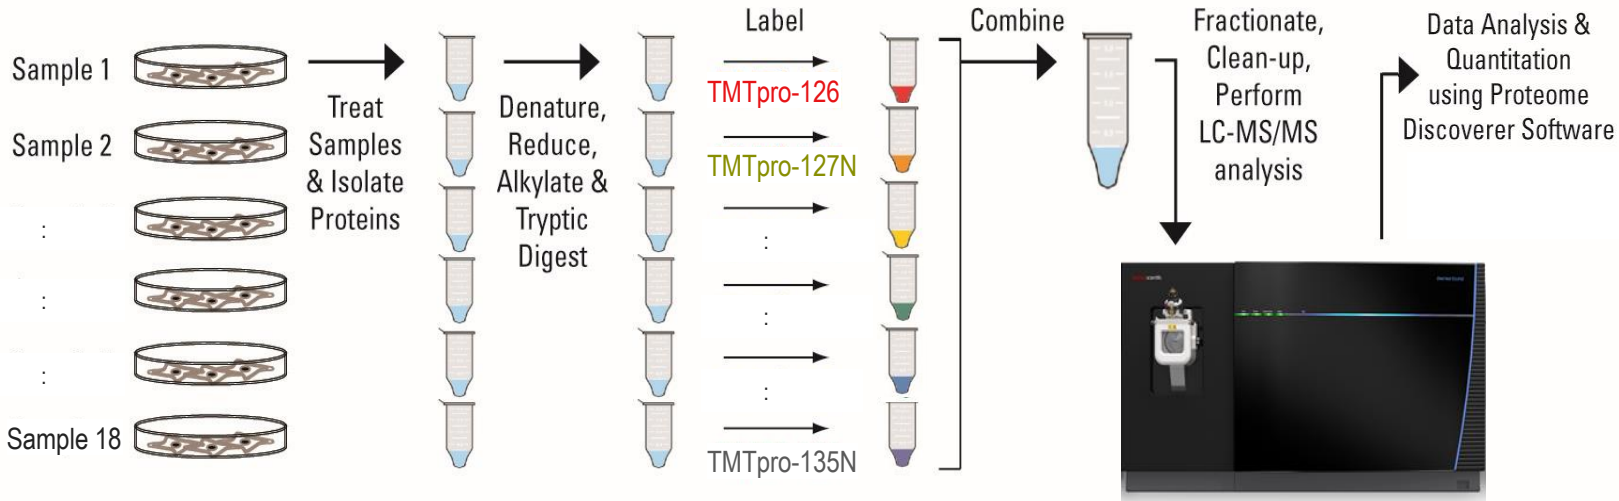 Sample 1
Sample 2
:
:
:
Sample 18
Treat
Samples
& Isolate
Proteins
Denature,
Reduce,
Alkylate &
Tryptic
Digest
Label
TMTpro-126
TMTpro-127N
:
:
:
TMTpro-135N
Combine
Fractionate,
Clean-up,
Perform
LC-MS/MS
analysis
Data Analysis &
Quantitation
using Proteome
Discoverer Software